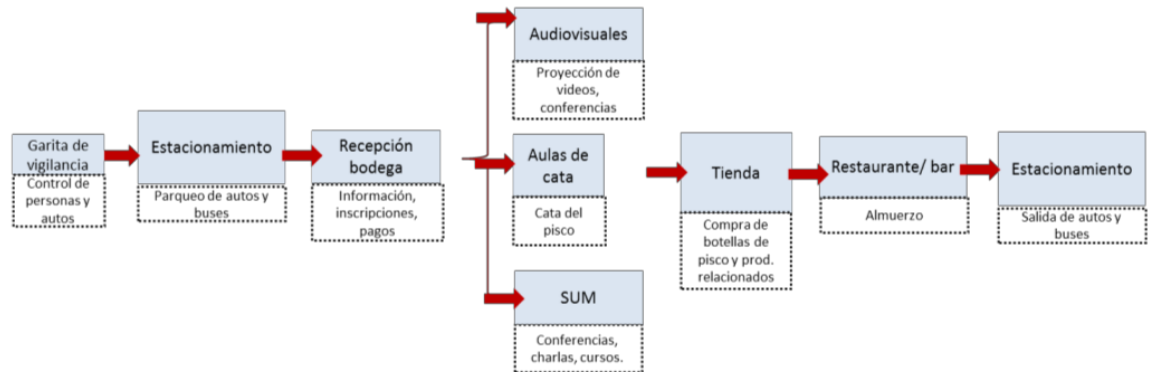 Garita de
vigilancia
Control de
personas y
autos
Estacionamiento
Parqueo de autos y
buses
Recepción
bodega
Información,
inscripciones,
pagos
Audiovisuales
Proyección de
videos,
conferencias
Aulas de
cata
Cata del
pisco
SUM
Conferencias,
charlas, cursos.
Tienda
Compra de
botellas de
pisco y prod.
relacionados
Restaurante/ bar
Almuerzo
Estacionamiento
Salida de autos y
buses